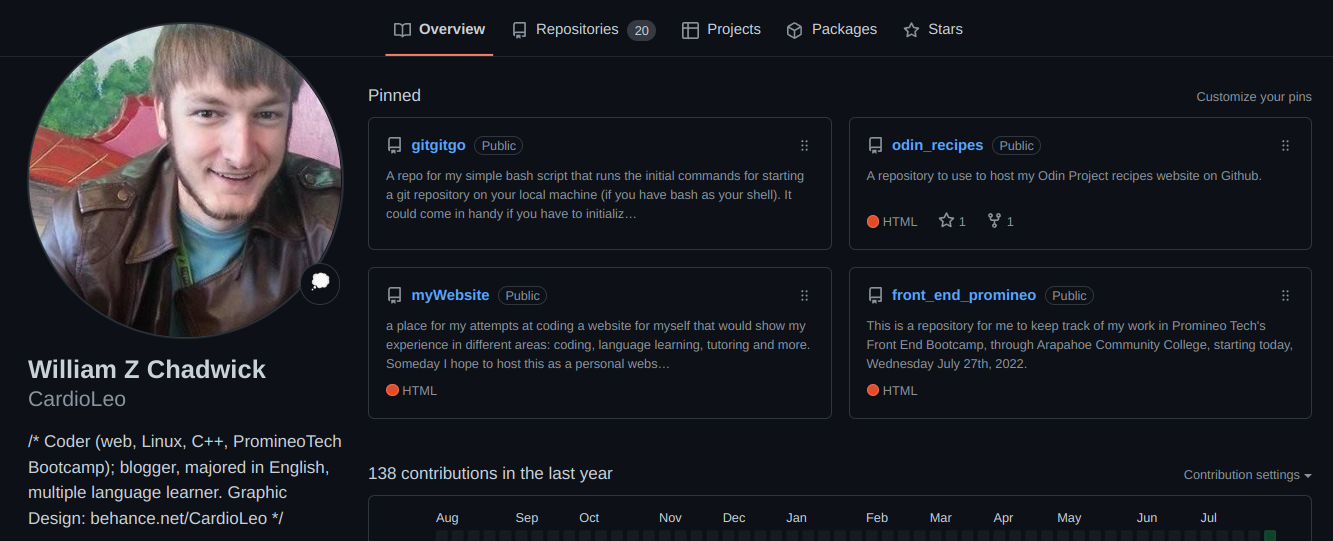 Overview Repositories 20 Projects Packages Stars
Pinned
Customize your pins
gitgitgo Public
A repo for my simple bash script that runs the initial commands for starting
a git repository on your local machine (if you have bash as your shell). It
could come in handy if you have to initializ…
odin_recipes Public
A repository to use to host my Odin Project recipes website on Github.
HTML 1 1
myWebsite Public
a place for my attempts at coding a website for myself that would show my
experience in different areas: coding, language learning, tutoring and more.
Someday I hope to host this as a personal webs…
HTML
front_end_promineo Public
This is a repository for me to keep track of my work in Promineo Tech's
Front End Bootcamp, through Arapahoe Community College, starting today,
Wednesday July 27th, 2022.
HTML
William Z Chadwick
CardioLeo
/* Coder (web, Linux, C++, PromineoTech
Bootcamp); blogger, majored in English,
multiple language learner. Graphic
Design: behance.net/CardioLeo */
138 contributions in the last year
Contribution settings
Aug Sep Oct Nov Dec Jan Feb Mar Apr May Jun Jul